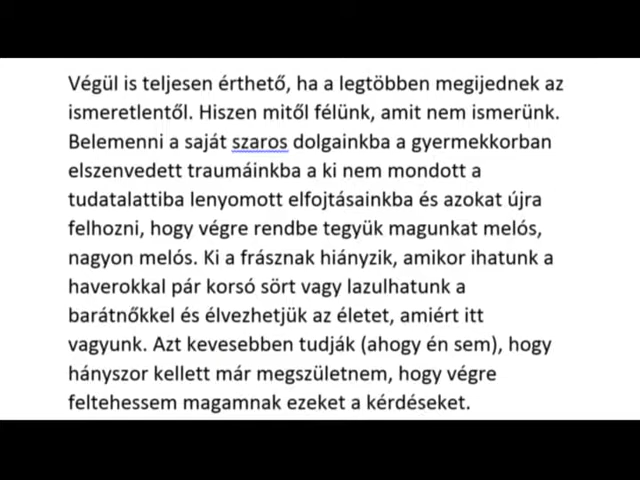 Végül is teljesen érthető, ha a legtöbben megijednek az
ismeretlentől. Hiszen mitől félünk, amit nem ismerünk.
Belemenni a saját szaros dolgainkba a gyermekkorban
elszenvedett traumáinkba a ki nem mondott a
tudatalattiba lenyomott elfojtásainkba és azokat újra
felhozni, hogy végre rendbe tegyük magunkat melós,
nagyon melós. Ki a frásznak hiányzik, amikor ihatunk a
haverokkal pár korsó sört vagy lazulhatunk a
barátnőkkel és élvezhetjük az életet, amiért itt
vagyunk. Azt kevesebben tudják (ahogy én sem), hogy
hányszor kellett már megszületnem, hogy végre
feltehessem magamnak ezeket a kérdéseket.